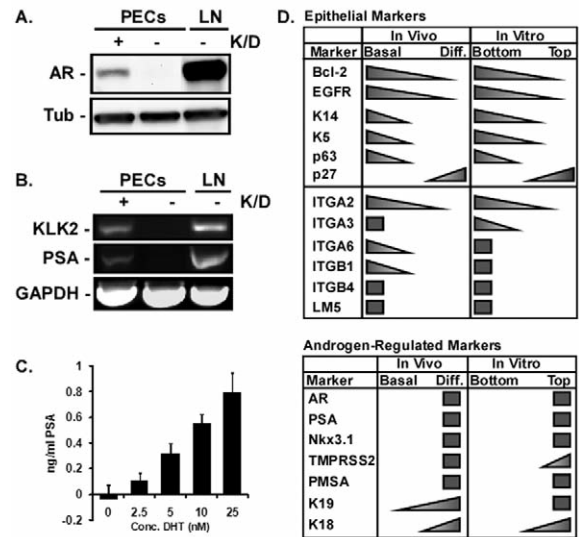 A.
PECs LN
+ - - K/D
AR -
Tub -
B.
PECs LN
+ - - K/D
KLK2 -
PSA -
GAPDH -
C.
ng/ml PSA
1
0.8
0.6
0.4
0.2
0
-0.2
0 2.5 5 10 25
Conc. DHT (nM)
D. Epithelial Markers
In Vivo In Vitro
Marker Basal Diff. Bottom Top
Bcl-2
EGFR
K14
K5
p63
p27
ITGA2
ITGA3
ITGA6
ITGB1
ITGB4
LM5
Androgen-Regulated Markers
In Vivo In Vitro
Marker Basal Diff. Bottom Top
AR
PSA
Nkx3.1
TMPRSS2
PMSA
K19
K18